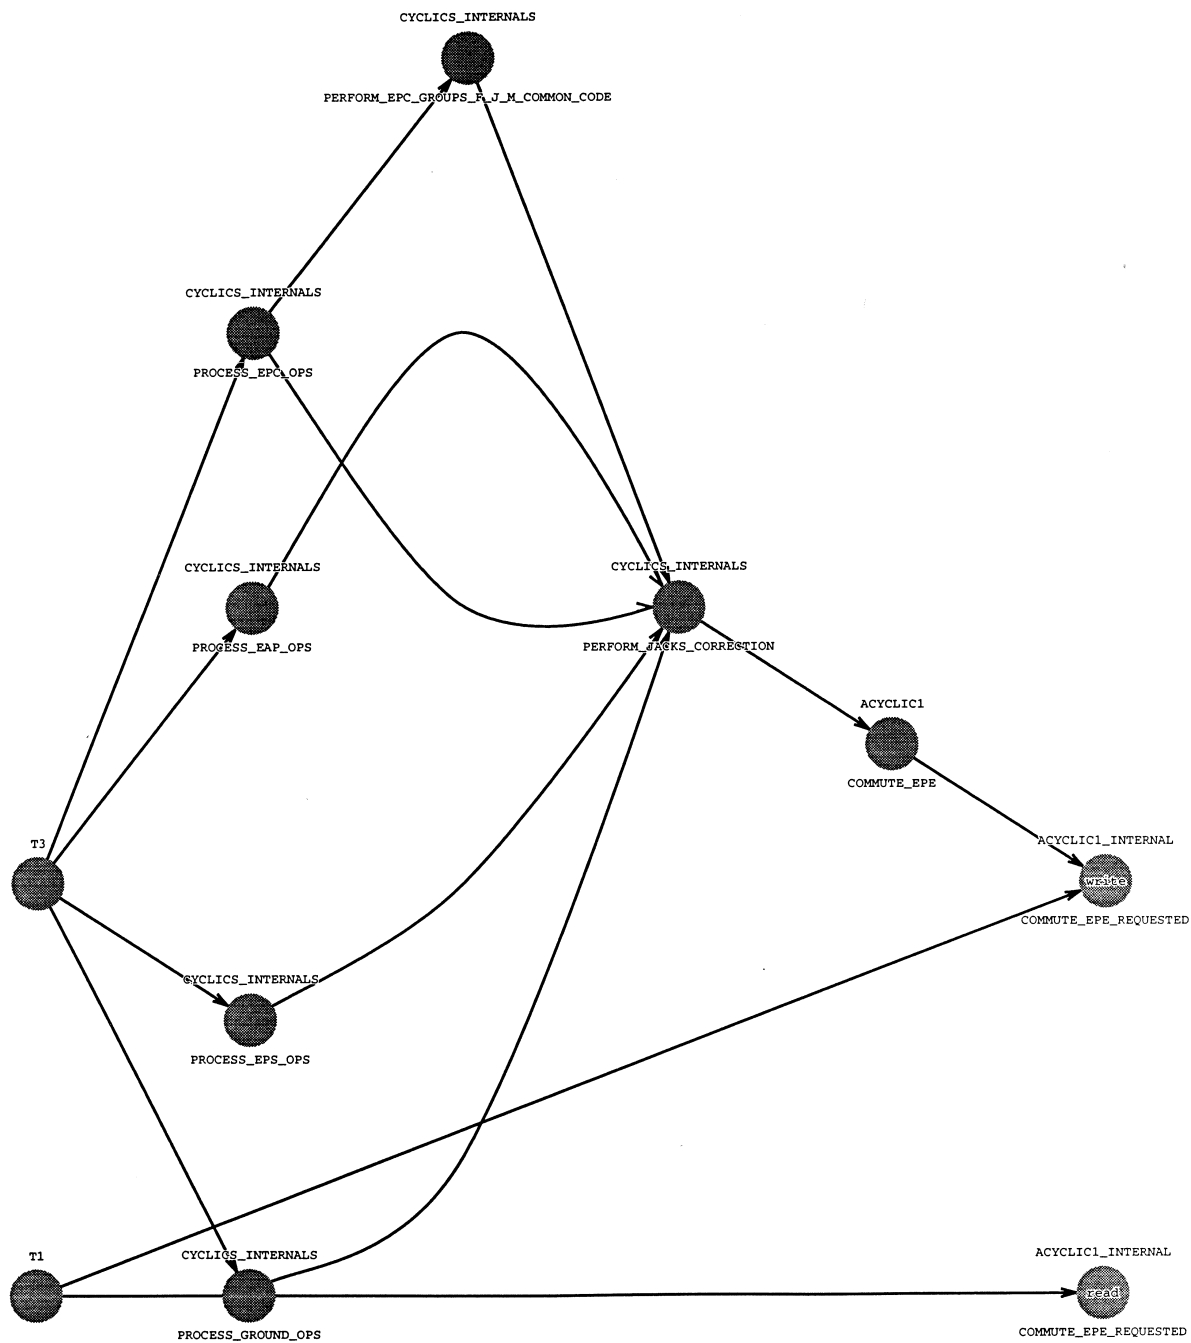 CYCLICS_INTERNALS
PERFORM_EPC_GROUPS_F_J_M_COMMON_CODE
CYCLICS_INTERNALS
PROCESS_EPC_OPS
CYCLICS_INTERNALS
PROCESS_EAP_OPS
CYCLICS_INTERNALS
PERFORM_JACKS_CORRECTION
ACYCLIC1
COMMUTE_EPE
T3
ACYCLIC1_INTERNAL
write
COMMUTE_EPE_REQUESTED
CYCLICS_INTERNALS
PROCESS_EPS_OPS
T1
CYCLICS_INTERNALS
PROCESS_GROUND_OPS
ACYCLIC1_INTERNAL
read
COMMUTE_EPE_REQUESTED